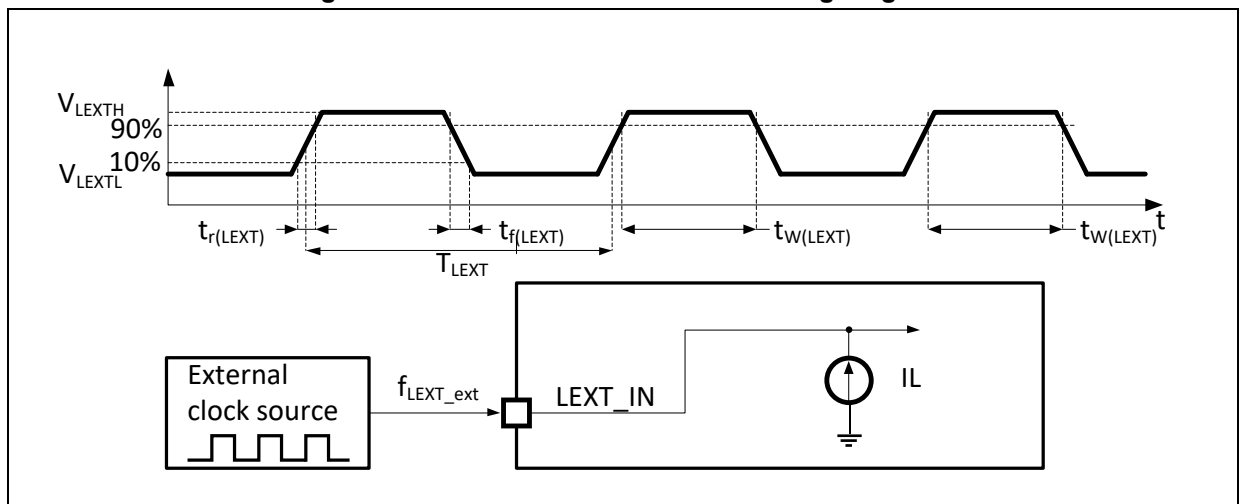 V_LEXTH
90%
10%
V_LEXTL
t
t_r(LEXT)
t_f(LEXT)
t_W(LEXT)
t_W(LEXT)
T_LEXT
External
clock source
f_LEXT_ext
LEXT_IN
IL